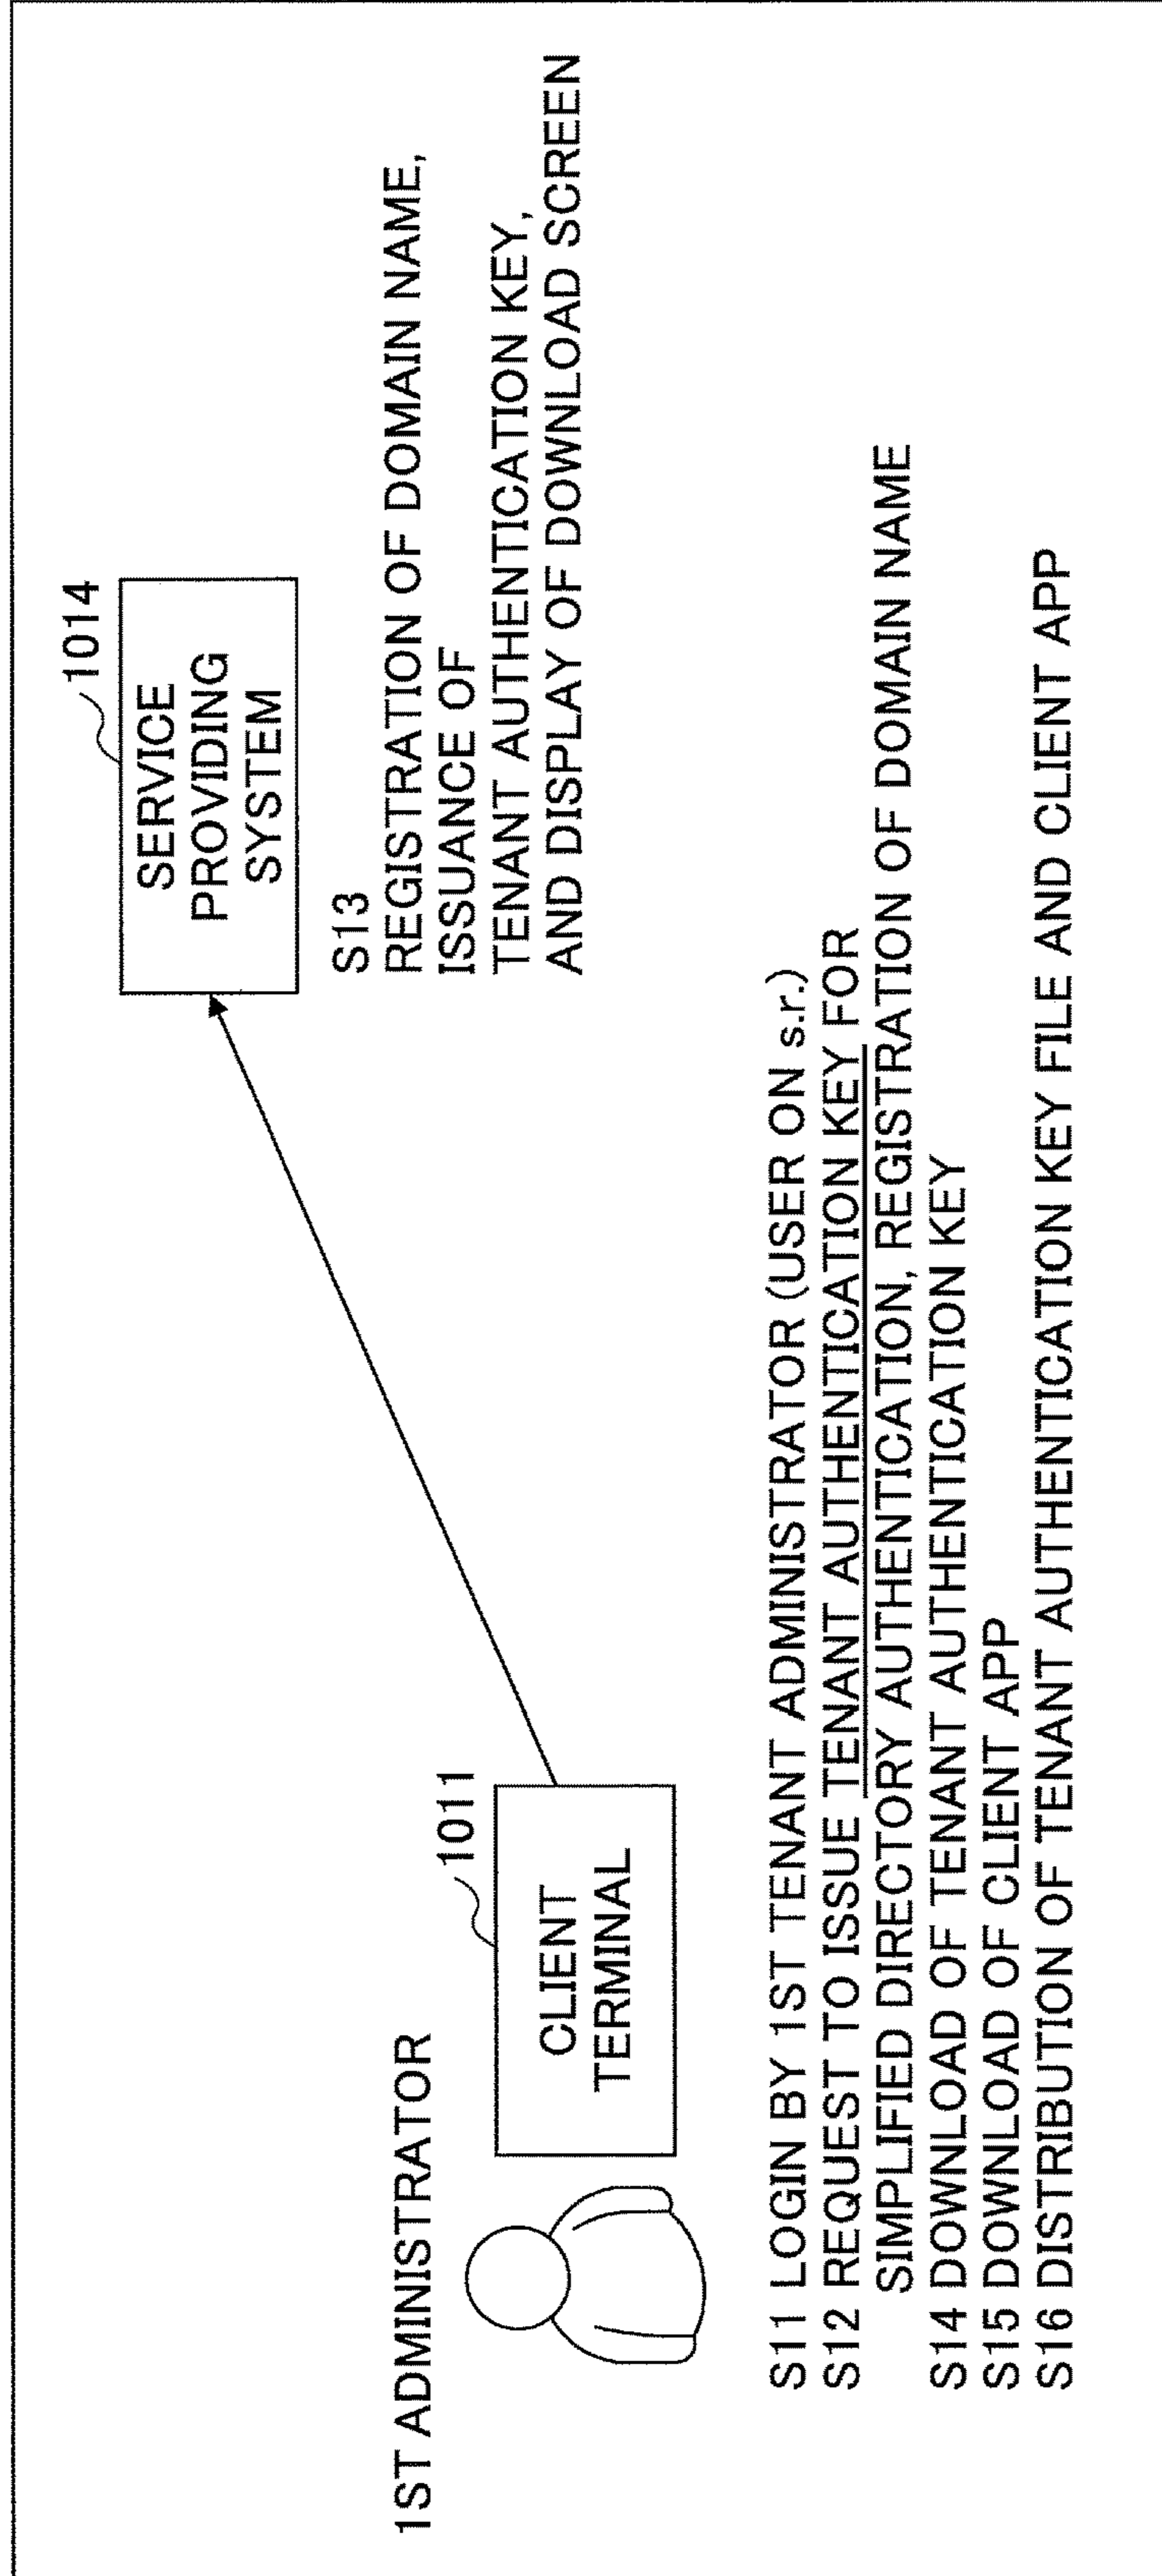 1ST ADMINISTRATOR
1011
CLIENT
TERMINAL
1014
SERVICE
PROVIDING
SYSTEM
S13
REGISTRATION OF DOMAIN NAME,
ISSUANCE OF
TENANT AUTHENTICATION KEY,
AND DISPLAY OF DOWNLOAD SCREEN
S11 LOGIN BY 1ST TENANT ADMINISTRATOR (USER ON s.r.)
S12 REQUEST TO ISSUE TENANT AUTHENTICATION KEY FOR
SIMPLIFIED DIRECTORY AUTHENTICATION, REGISTRATION OF DOMAIN NAME
S14 DOWNLOAD OF TENANT AUTHENTICATION KEY
S15 DOWNLOAD OF CLIENT APP
S16 DISTRIBUTION OF TENANT AUTHENTICATION KEY FILE AND CLIENT APP